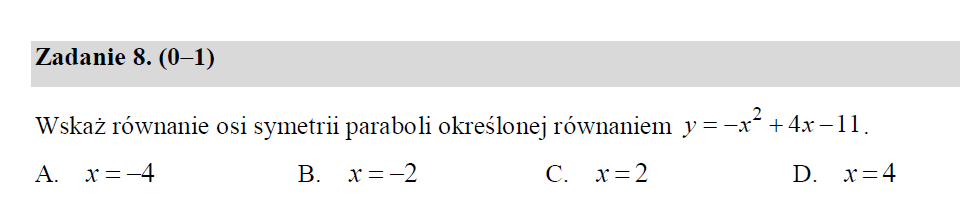 Zadanie 8. (0–1)
Wskaż równanie osi symetrii paraboli określonej równaniem y = −x² + 4x − 11.
A. x = −4 B. x = −2 C. x = 2 D. x = 4